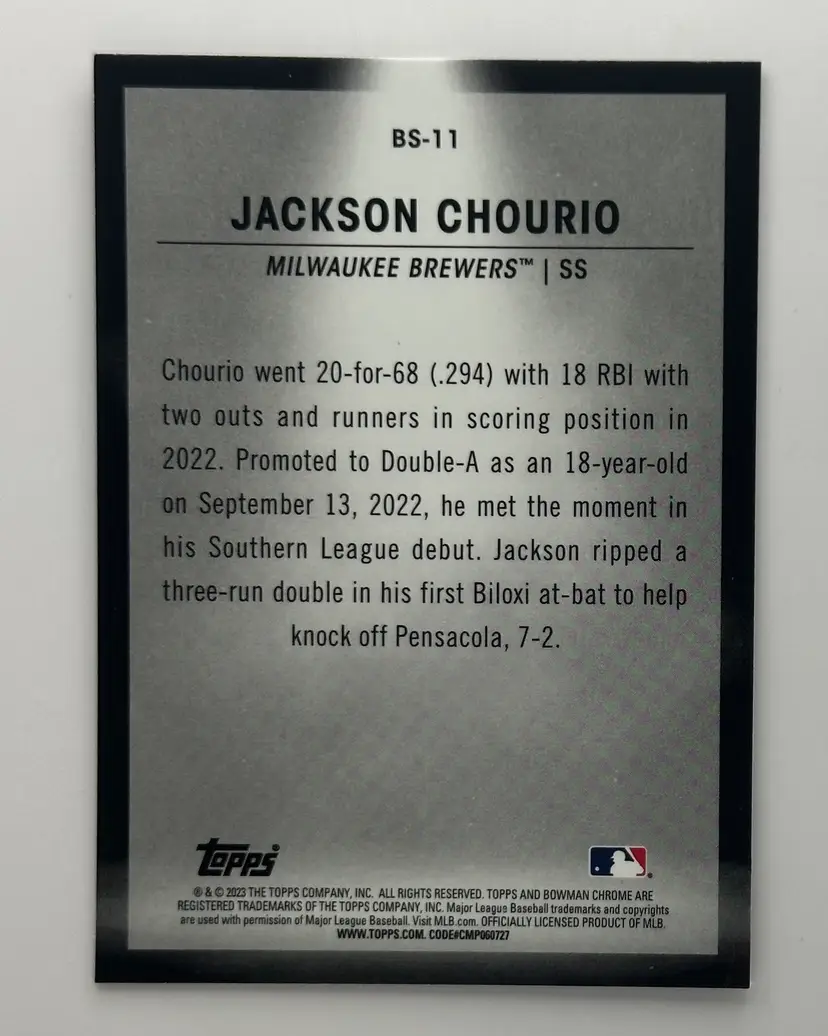 BS-11
JACKSON CHOURIO
MILWAUKEE BREWERS™ | SS
Chourio went 20-for-68 (.294) with 18 RBI with
two outs and runners in scoring position in
2022. Promoted to Double-A as an 18-year-old
on September 13, 2022, he met the moment in
his Southern League debut. Jackson ripped a
three-run double in his first Biloxi at-bat to help
knock off Pensacola, 7-2.
topps®
® & © 2023 THE TOPPS COMPANY, INC. ALL RIGHTS RESERVED. TOPPS AND BOWMAN CHROME ARE
REGISTERED TRADEMARKS OF THE TOPPS COMPANY, INC. Major League Baseball trademarks and copyrights
are used with permission of Major League Baseball. Visit MLB.com. OFFICIALLY LICENSED PRODUCT OF MLB.
WWW.TOPPS.COM. CODE#CMP060727